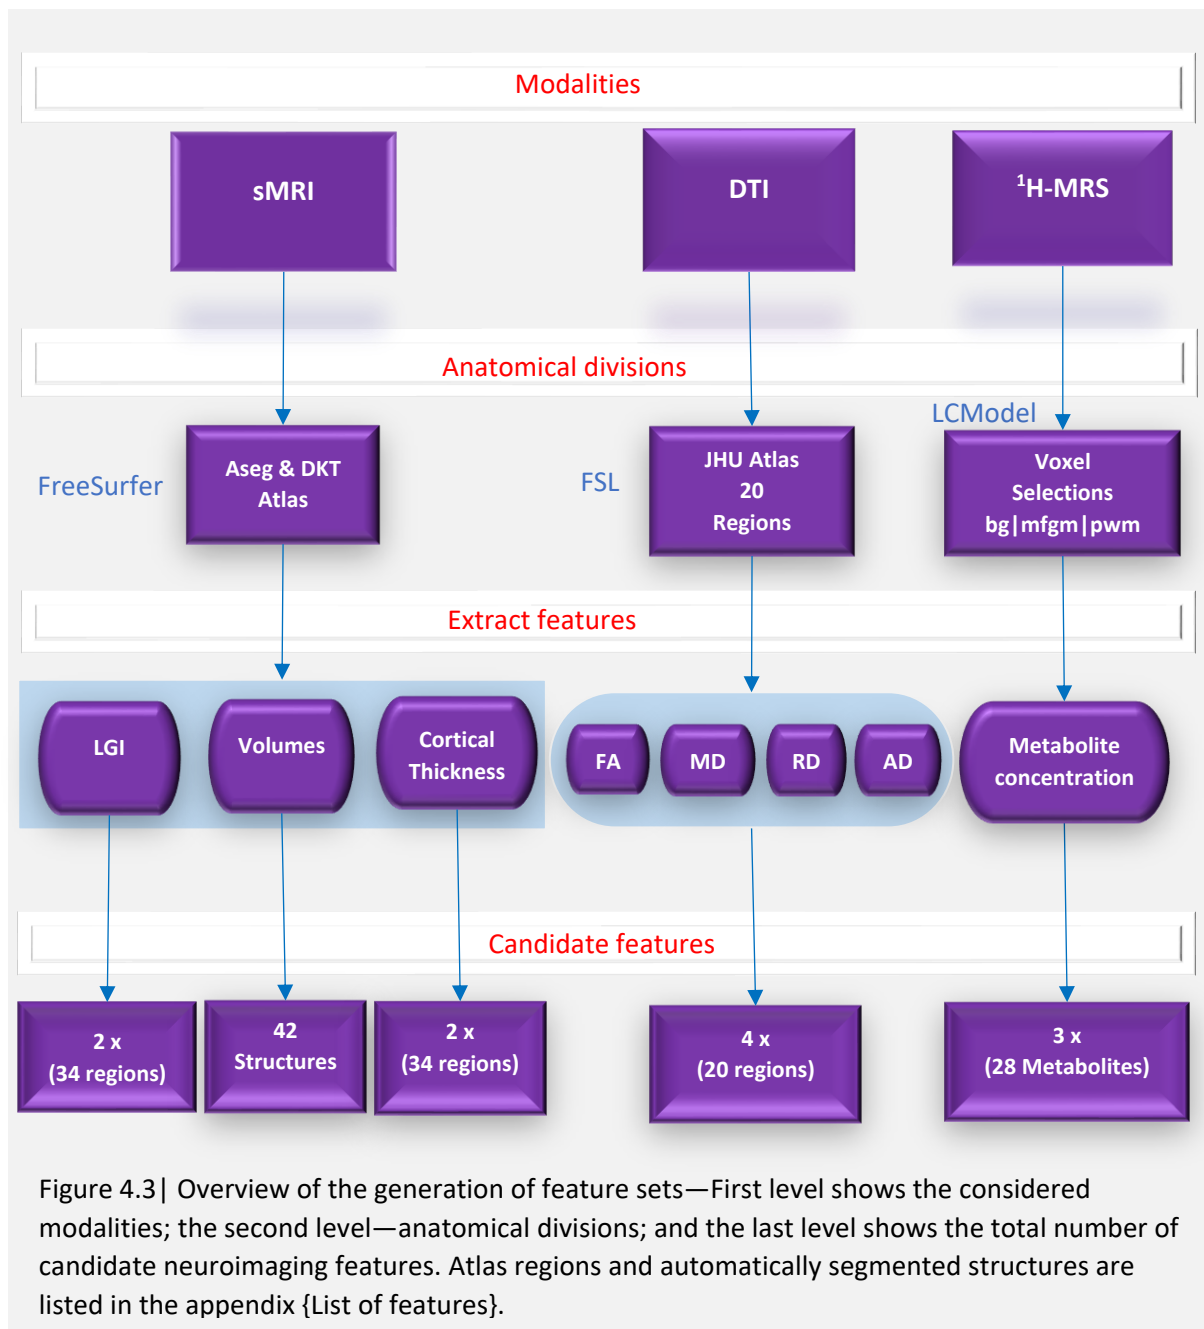 Modalities
sMRI
DTI
¹H-MRS
Anatomical divisions
LCModel
FreeSurfer
Aseg & DKT
Atlas
FSL
JHU Atlas
20
Regions
Voxel
Selections
bg|mfgm|pwm
Extract features
LGI
Volumes
Cortical
Thickness
FA
MD
RD
AD
Metabolite
concentration
Candidate features
2 x
(34 regions)
42
Structures
2 x
(34 regions)
4 x
(20 regions)
3 x
(28 Metabolites)
Figure 4.3| Overview of the generation of feature sets—First level shows the considered
modalities; the second level—anatomical divisions; and the last level shows the total number of
candidate neuroimaging features. Atlas regions and automatically segmented structures are
listed in the appendix {List of features}.